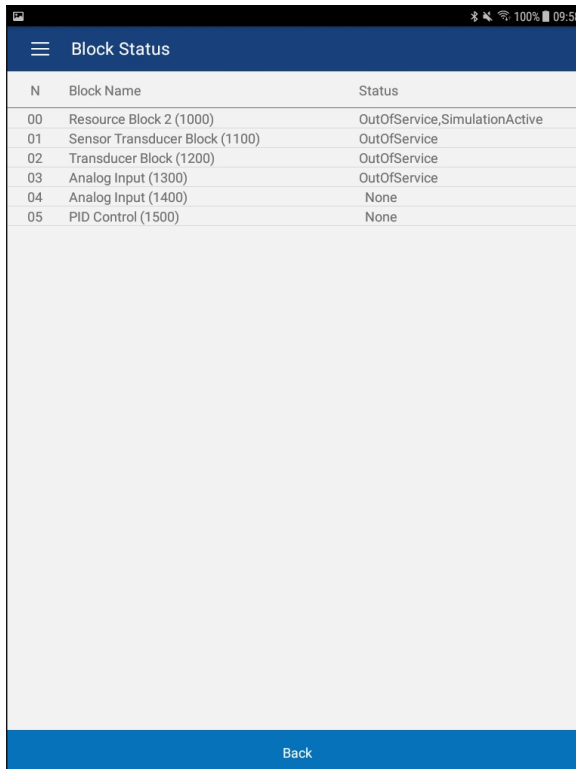 100% 09:58
Block Status
N Block Name Status
00 Resource Block 2 (1000) OutOfService,SimulationActive
01 Sensor Transducer Block (1100) OutOfService
02 Transducer Block (1200) OutOfService
03 Analog Input (1300) OutOfService
04 Analog Input (1400) None
05 PID Control (1500) None
Back